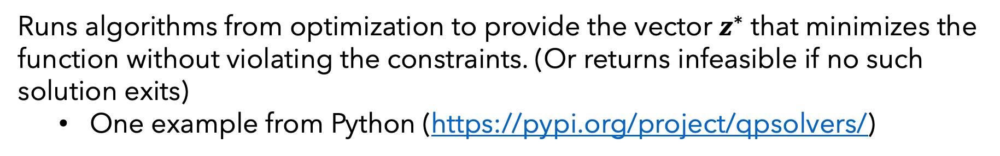 Runs algorithms from optimization to provide the vector z* that minimizes the
function without violating the constraints. (Or returns infeasible if no such
solution exits)
• One example from Python (https://pypi.org/project/qpsolvers/)